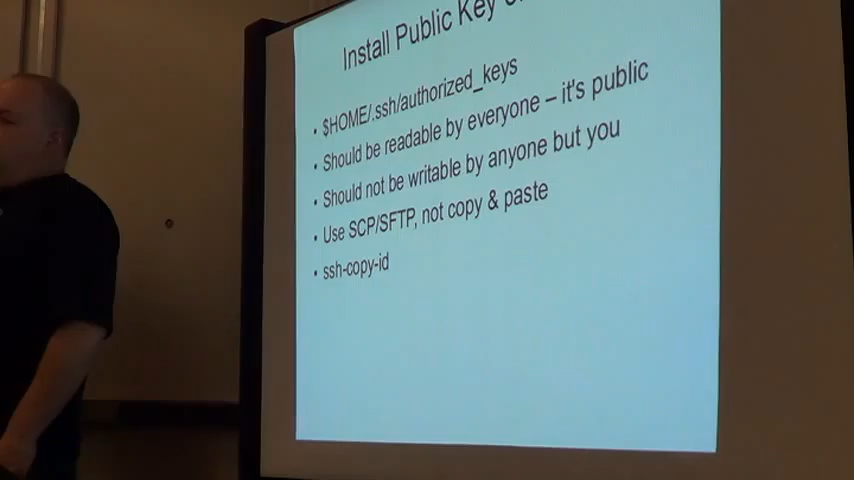 Install Public Key
• $HOME/.ssh/authorized_keys
• Should be readable by everyone – it's public
• Should not be writable by anyone but you
• Use SCP/SFTP, not copy & paste
• ssh-copy-id